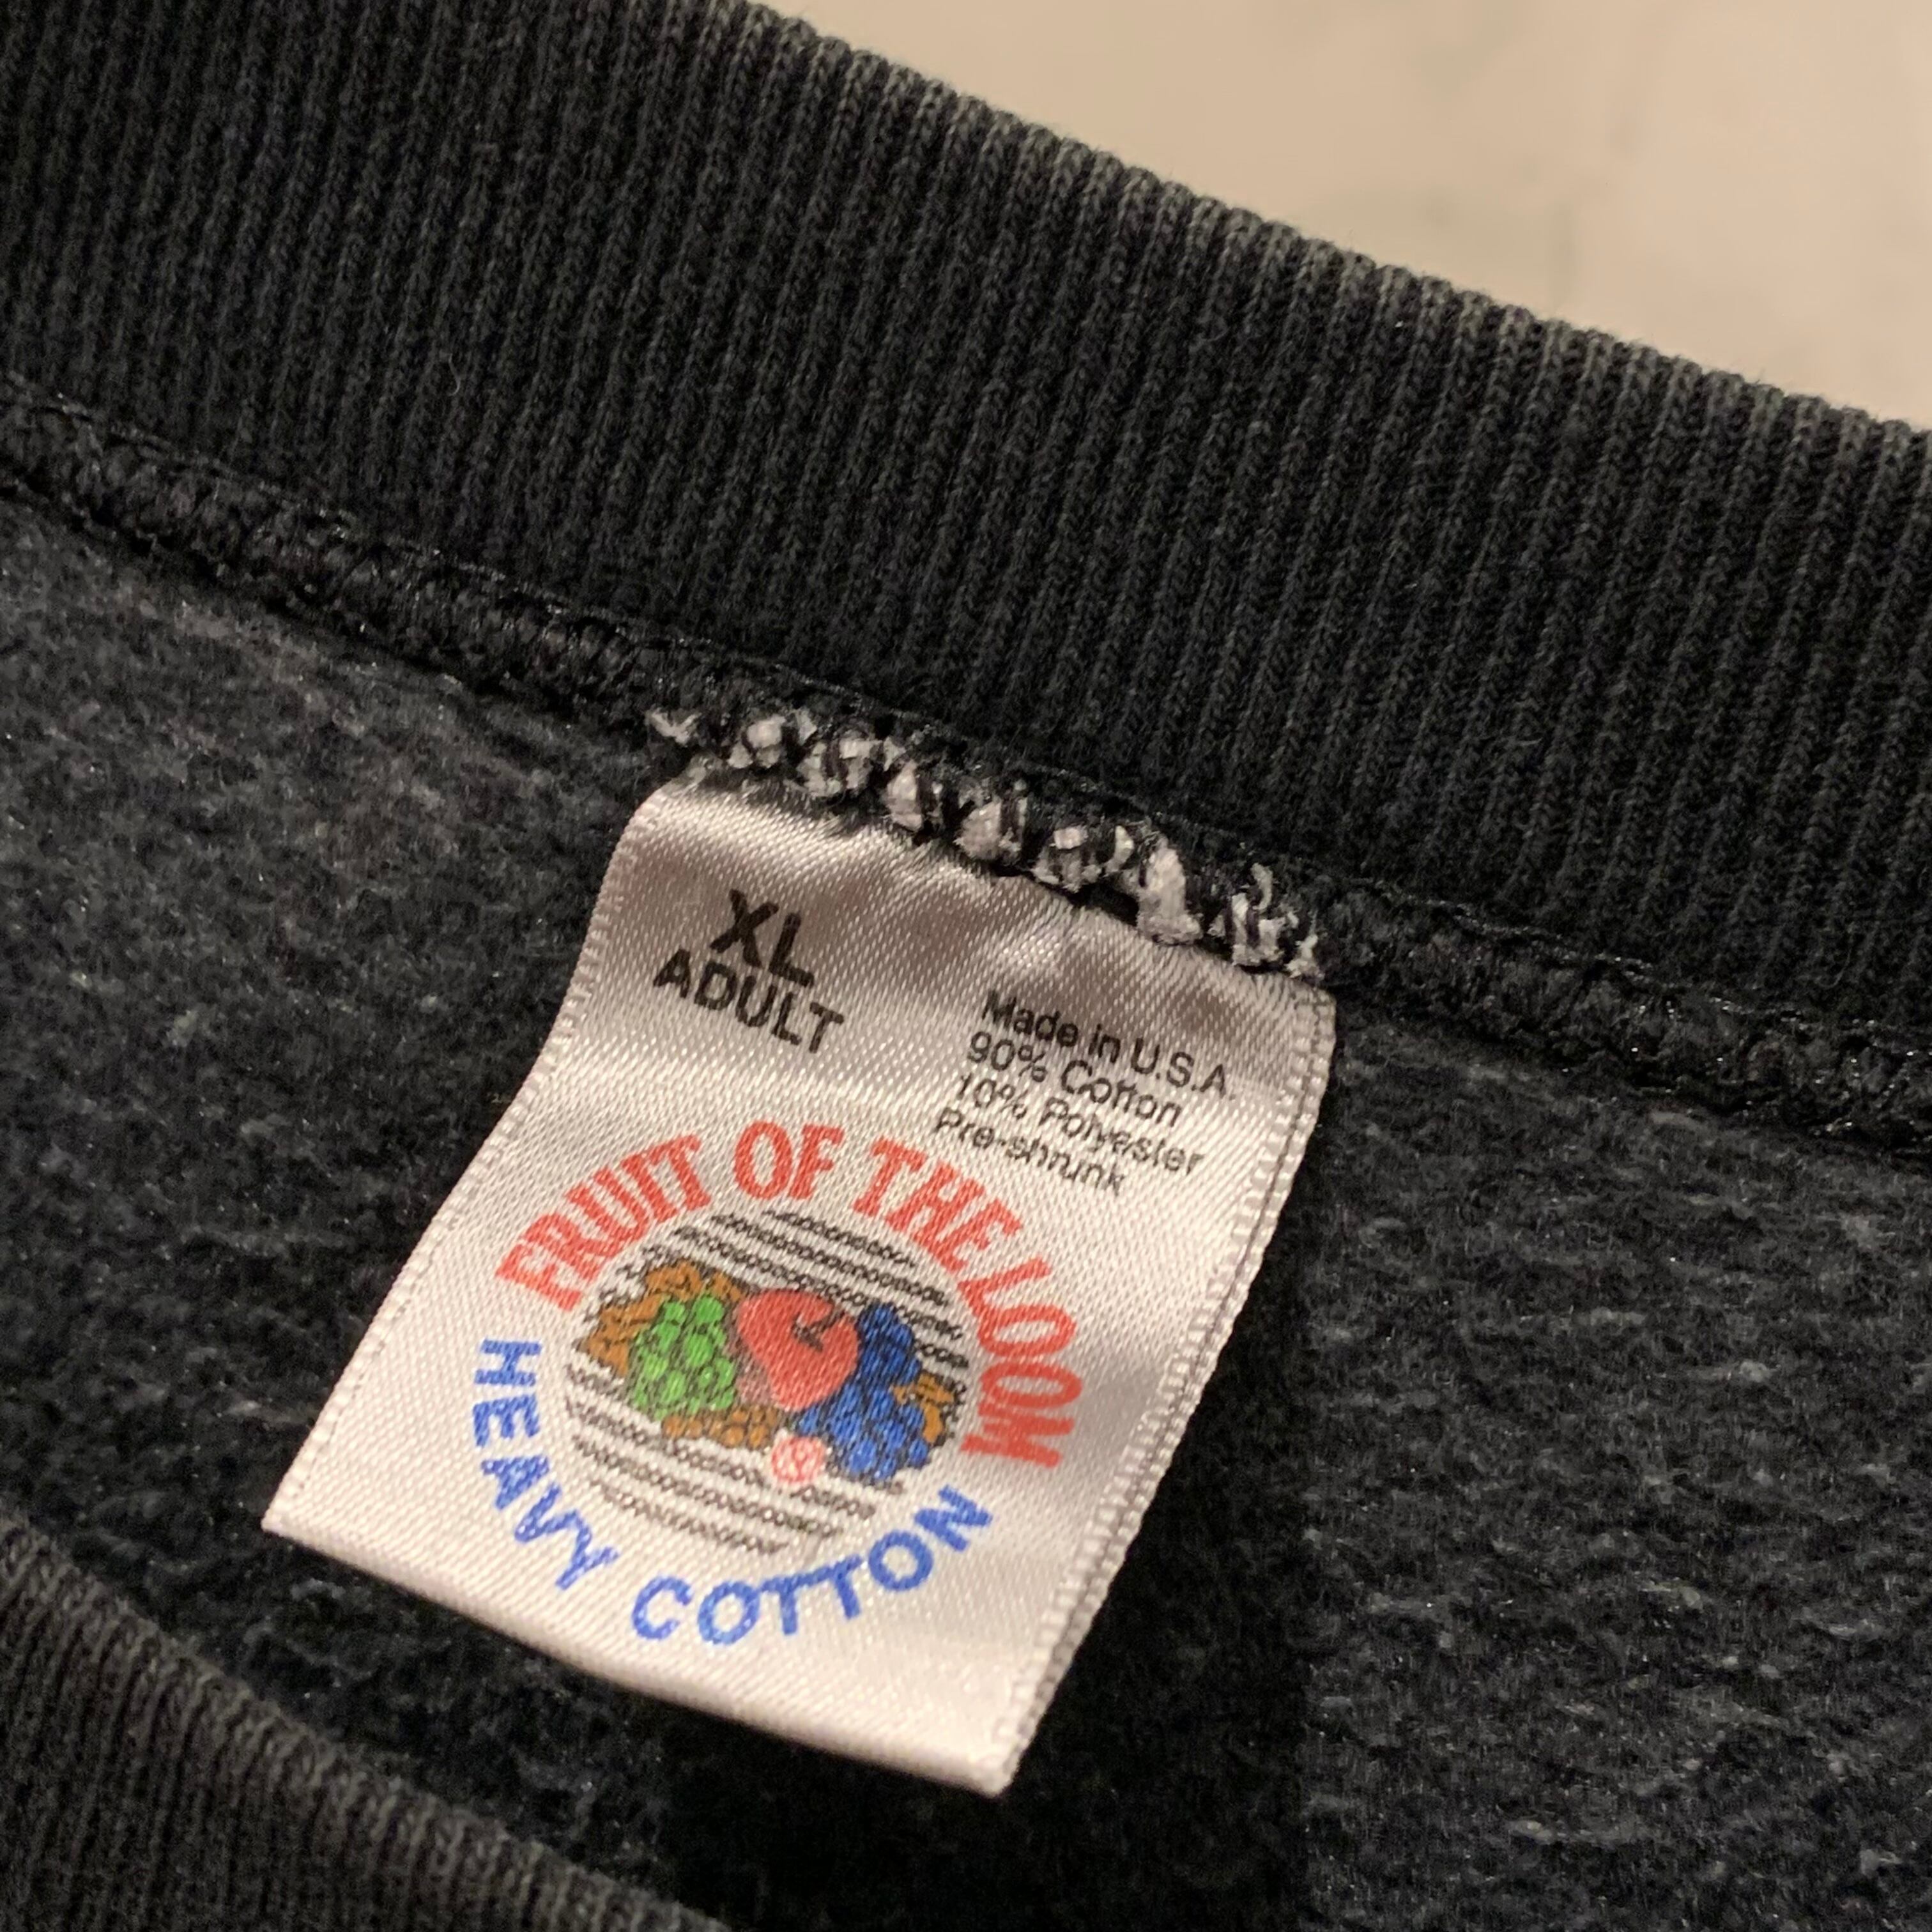 XL
ADULT
Made in U.S.A.
90% Cotton
10% Polyester
Pre-shrunk
FRUIT OF THE LOOM
HEAVY COTTON